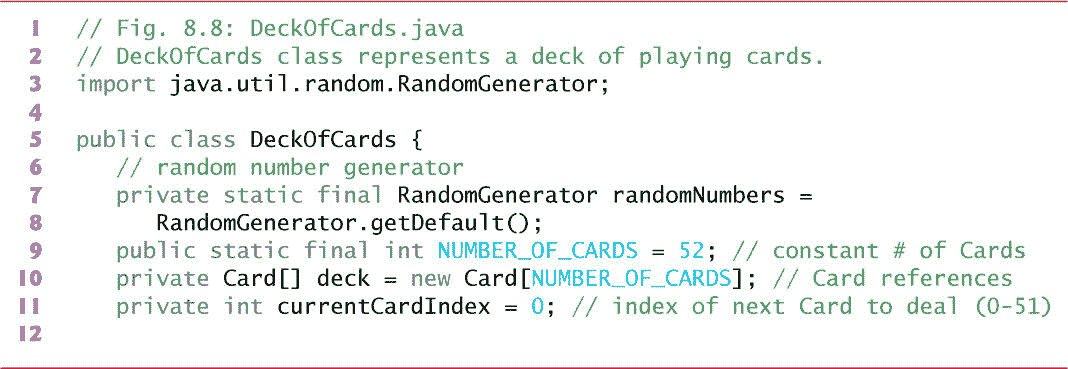 1 // Fig. 8.8: DeckOfCards.java
2 // DeckOfCards class represents a deck of playing cards.
3 import java.util.random.RandomGenerator;
4
5 public class DeckOfCards {
6 // random number generator
7 private static final RandomGenerator randomNumbers =
8 RandomGenerator.getDefault();
9 public static final int NUMBER_OF_CARDS = 52; // constant # of Cards
10 private Card[] deck = new Card[NUMBER_OF_CARDS]; // Card references
11 private int currentCardIndex = 0; // index of next Card to deal (0-51)
12